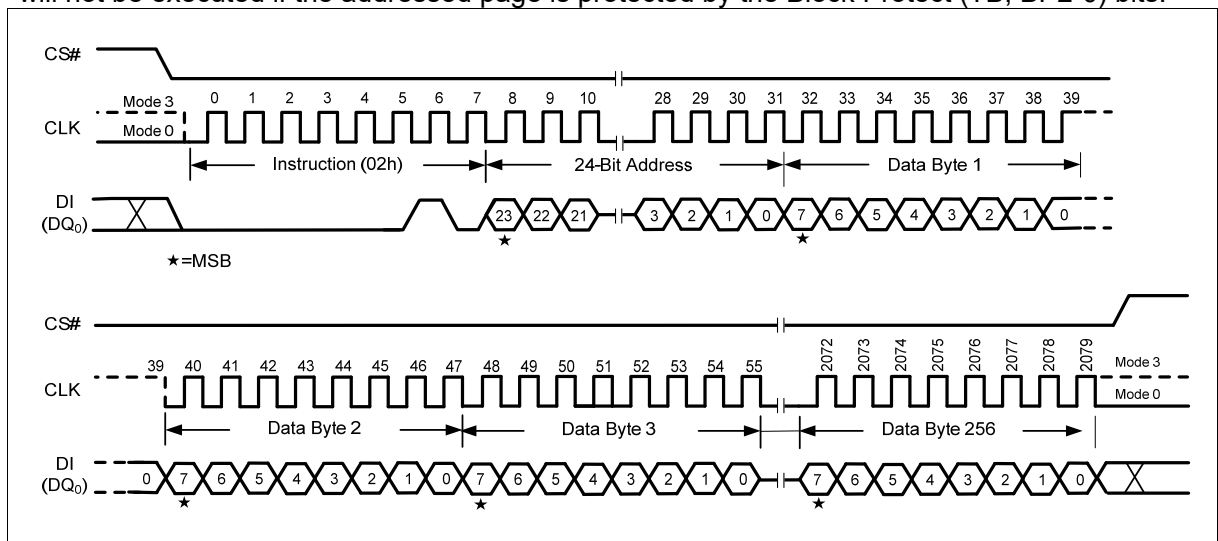 will not be executed if the addressed page is protected by the Block Protect (TB, BP2-0) bits.
CS#
Mode 3 0 1 2 3 4 5 6 7 8 9 10 28 29 30 31 32 33 34 35 36 37 38 39
CLK
Mode 0
Instruction (02h) 24-Bit Address Data Byte 1
DI
(DQ0)
23 22 21 3 2 1 0 7 6 5 4 3 2 1 0
★ ★
★=MSB
CS#
39 40 41 42 43 44 45 46 47 48 49 50 51 52 53 54 55 2072 2073 2074 2075 2076 2077 2078 2079
Mode 3
CLK
Mode 0
Data Byte 2 Data Byte 3 Data Byte 256
DI
(DQ0)
0 7 6 5 4 3 2 1 0 7 6 5 4 3 2 1 0 7 6 5 4 3 2 1 0
★ ★ ★